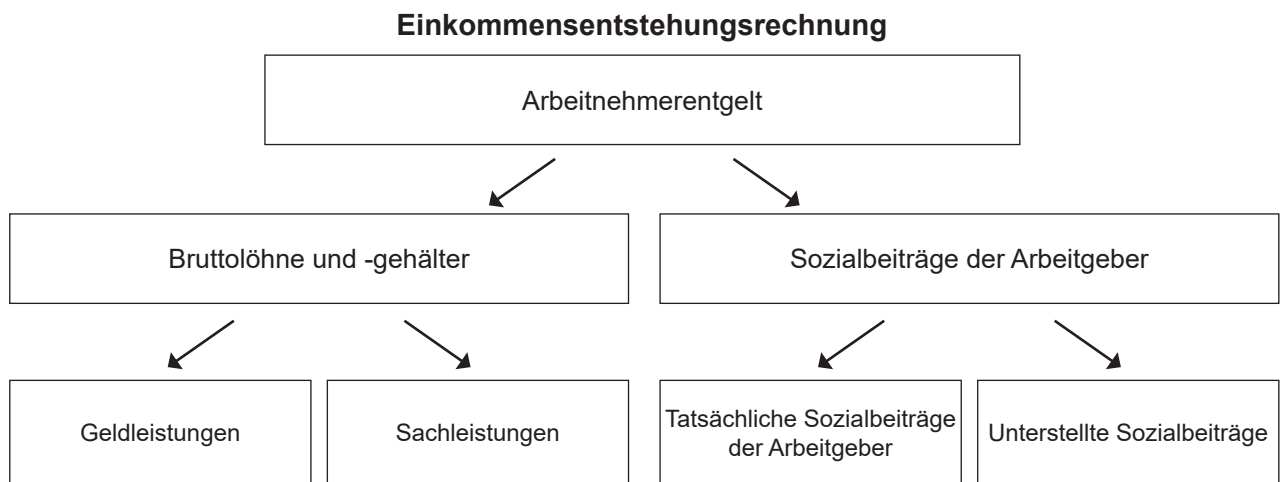 Einkommensentstehungsrechnung
Arbeitnehmerentgelt
Bruttolöhne und -gehälter
Sozialbeiträge der Arbeitgeber
Geldleistungen
Sachleistungen
Tatsächliche Sozialbeiträge
der Arbeitgeber
Unterstellte Sozialbeiträge